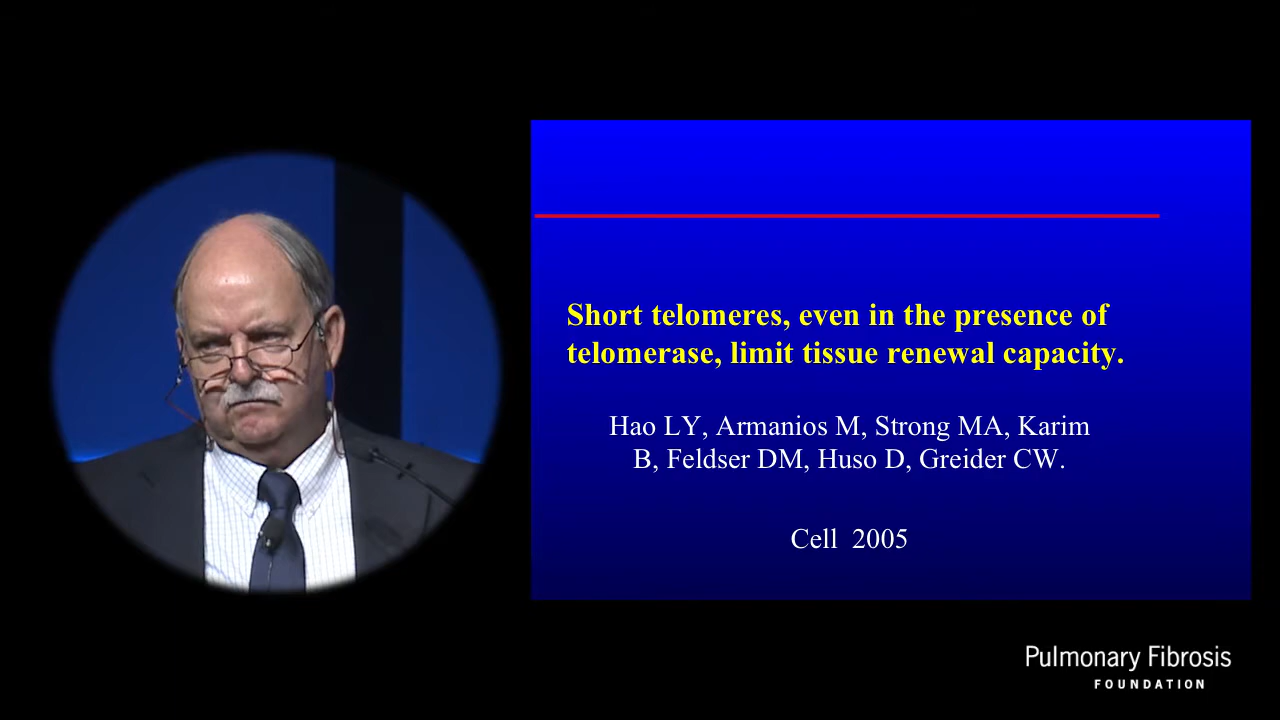 Short telomeres, even in the presence of
telomerase, limit tissue renewal capacity.
Hao LY, Armanios M, Strong MA, Karim
B, Feldser DM, Huso D, Greider CW.
Cell 2005
Pulmonary Fibrosis
FOUNDATION